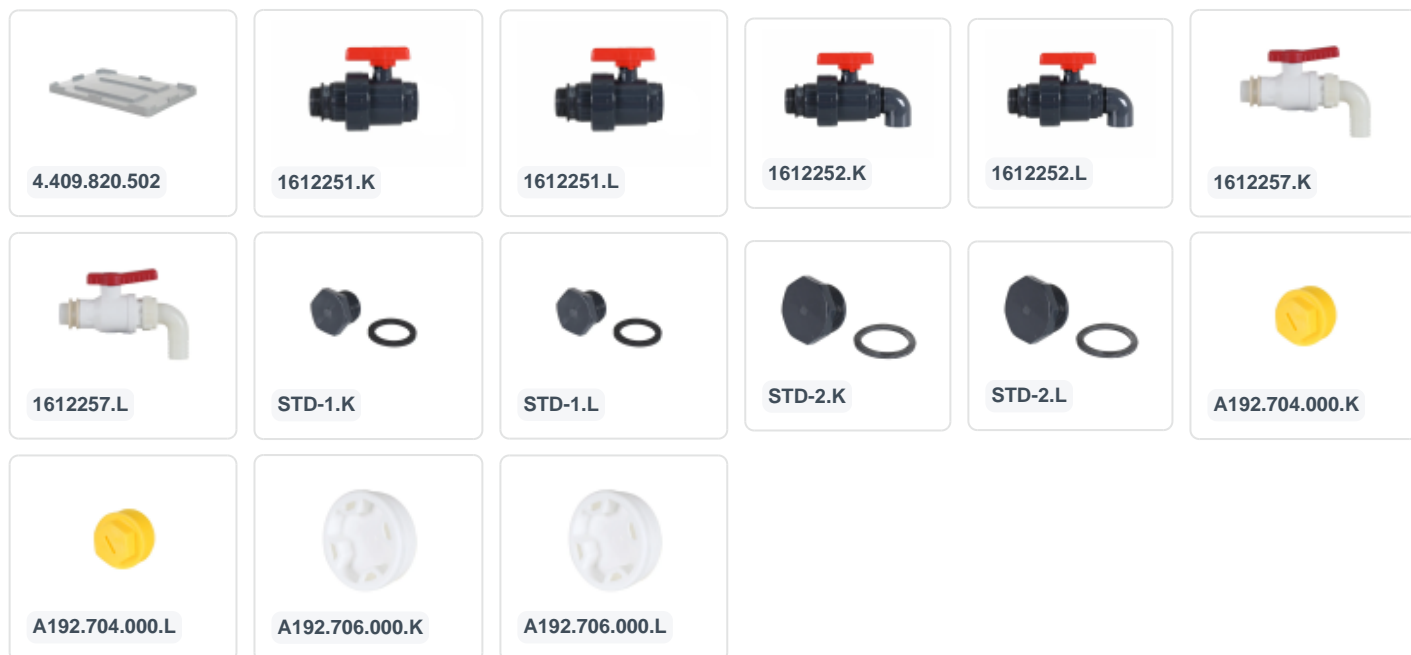 4.409.820.502
1612251.K
1612251.L
1612252.K
1612252.L
1612257.K
1612257.L
STD-1.K
STD-1.L
STD-2.K
STD-2.L
A192.704.000.K
A192.704.000.L
A192.706.000.K
A192.706.000.L